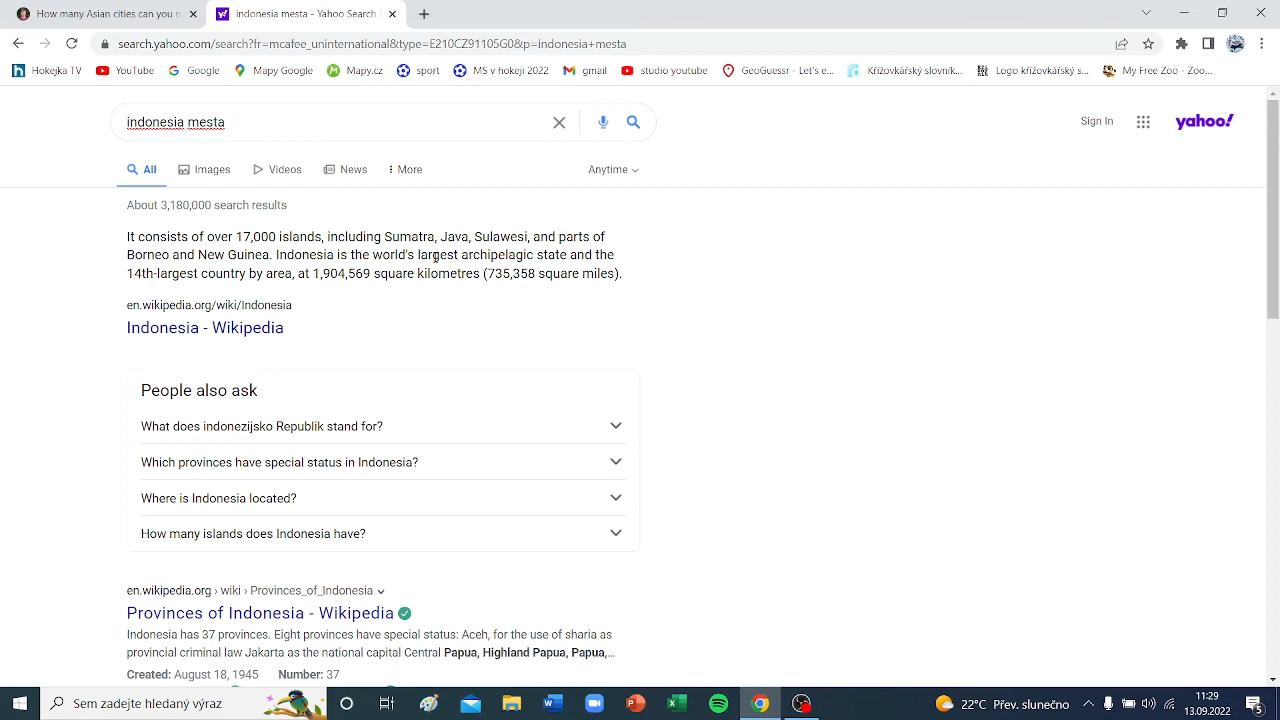 How many Asian cities can you n
indonesia mesta - Yahoo Search
search.yahoo.com/search?fr=mcafee_uninternational&type=E210CZ91105G0&p=indonesia+mesta
Hokejka TV
YouTube
Google
Mapy Google
Mapy.cz
sport
MS v hokeji 2022
gmail
studio youtube
GeoGuessr - Let's e...
Křížovkářský slovník...
Logo křížovkářský s...
My Free Zoo - Zoo...
indonesia mesta
Sign In
yahoo!
All
Images
Videos
News
More
Anytime
About 3,180,000 search results
It consists of over 17,000 islands, including Sumatra, Java, Sulawesi, and parts of
Borneo and New Guinea. Indonesia is the world's largest archipelagic state and the
14th-largest country by area, at 1,904,569 square kilometres (735,358 square miles).
en.wikipedia.org/wiki/Indonesia
Indonesia - Wikipedia
People also ask
What does indonezijsko Republik stand for?
Which provinces have special status in Indonesia?
Where is Indonesia located?
How many islands does Indonesia have?
en.wikipedia.org › wiki › Provinces_of_Indonesia
Provinces of Indonesia - Wikipedia
Indonesia has 37 provinces. Eight provinces have special status: Aceh, for the use of sharia as
provincial criminal law Jakarta as the national capital Central Papua, Highland Papua, Papua,...
Created: August 18, 1945 Number: 37
Sem zadejte hledaný výraz
22°C Převáž. slunečno
11:29
13.09.2022
5